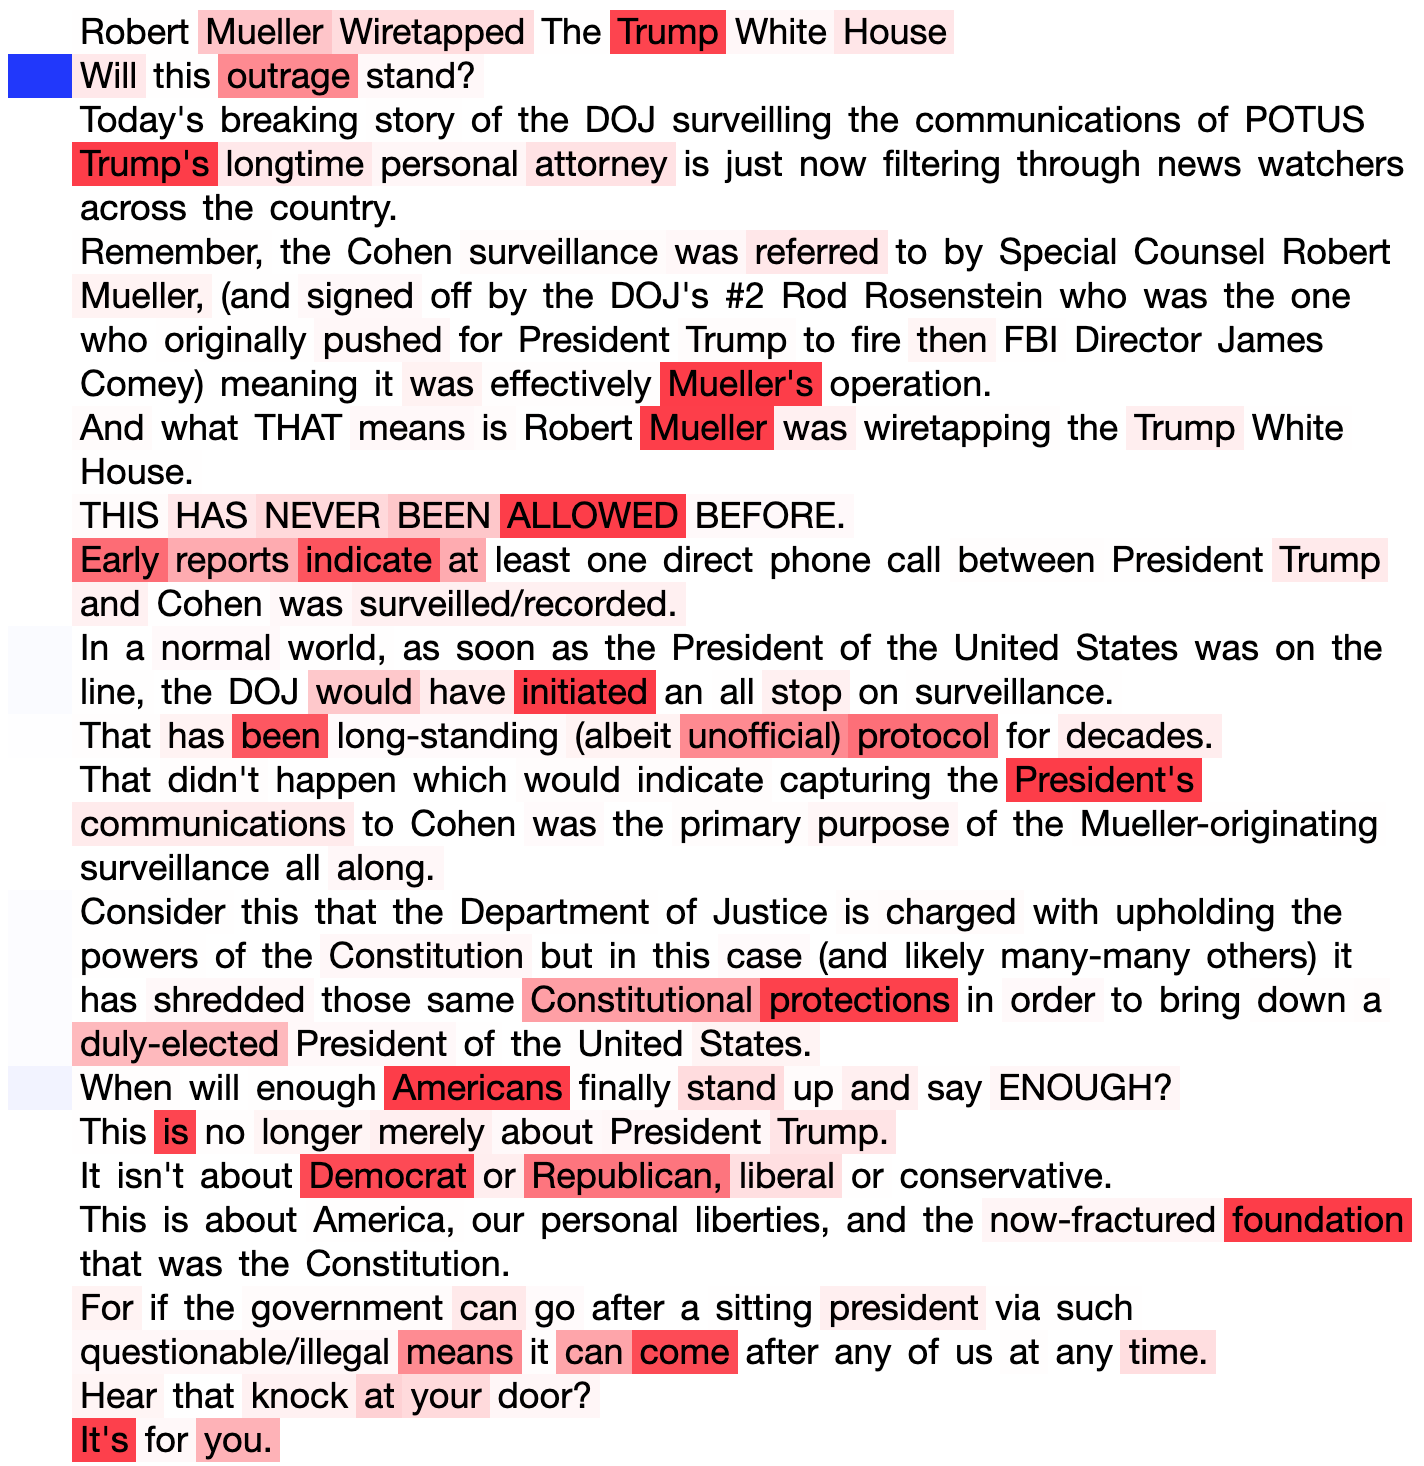 Robert Mueller Wiretapped The Trump White House
Will this outrage stand?
Today's breaking story of the DOJ surveilling the communications of POTUS
Trump's longtime personal attorney is just now filtering through news watchers
across the country.
Remember, the Cohen surveillance was referred to by Special Counsel Robert
Mueller, (and signed off by the DOJ's #2 Rod Rosenstein who was the one
who originally pushed for President Trump to fire then FBI Director James
Comey) meaning it was effectively Mueller's operation.
And what THAT means is Robert Mueller was wiretapping the Trump White
House.
THIS HAS NEVER BEEN ALLOWED BEFORE.
Early reports indicate at least one direct phone call between President Trump
and Cohen was surveilled/recorded.
In a normal world, as soon as the President of the United States was on the
line, the DOJ would have initiated an all stop on surveillance.
That has been long-standing (albeit unofficial) protocol for decades.
That didn't happen which would indicate capturing the President's
communications to Cohen was the primary purpose of the Mueller-originating
surveillance all along.
Consider this that the Department of Justice is charged with upholding the
powers of the Constitution but in this case (and likely many-many others) it
has shredded those same Constitutional protections in order to bring down a
duly-elected President of the United States.
When will enough Americans finally stand up and say ENOUGH?
This is no longer merely about President Trump.
It isn't about Democrat or Republican, liberal or conservative.
This is about America, our personal liberties, and the now-fractured foundation
that was the Constitution.
For if the government can go after a sitting president via such
questionable/illegal means it can come after any of us at any time.
Hear that knock at your door?
It's for you.